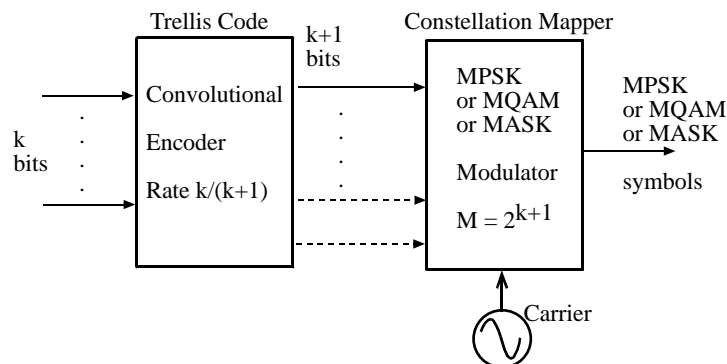 Trellis Code
Constellation Mapper
k+1
bits
k
bits
Convolutional
Encoder
Rate k/(k+1)
MPSK
or MQAM
or MASK
Modulator
M = 2^{k+1}
MPSK
or MQAM
or MASK
symbols
Carrier